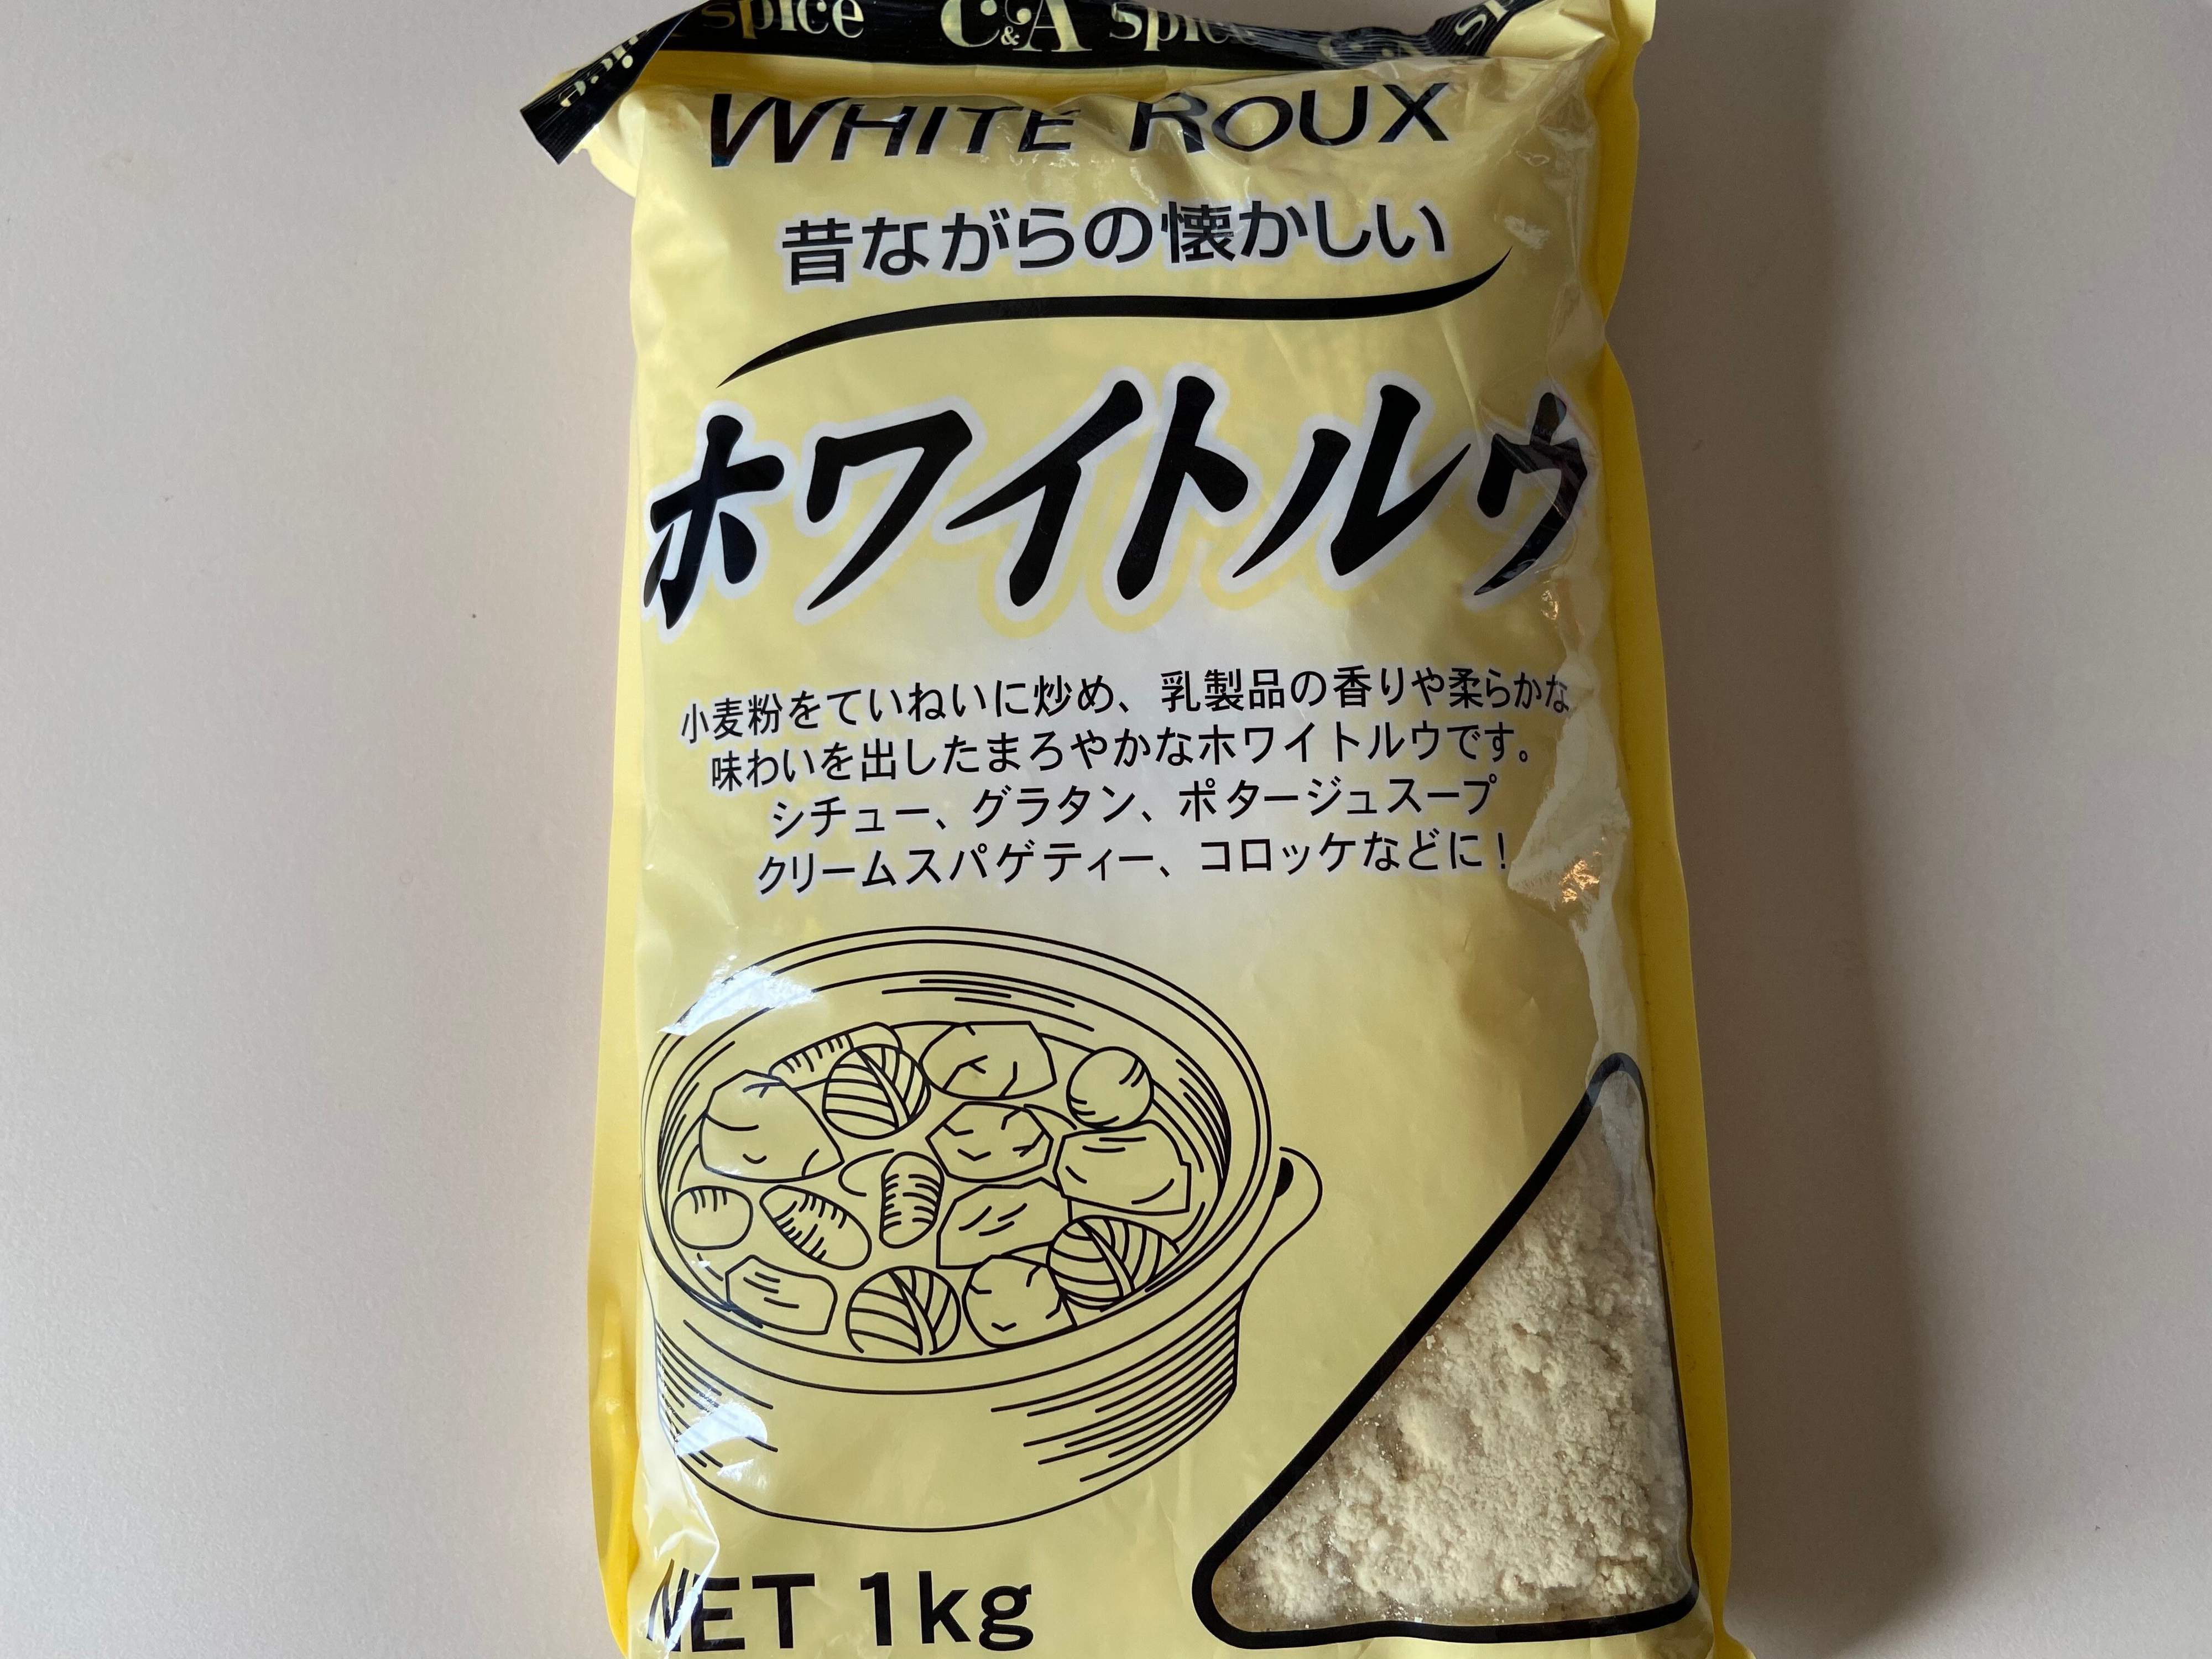 spice C&A spice
WHITE ROUX
昔ながらの懐かしい
ホワイトルウ
小麦粉をていねいに炒め、乳製品の香りや柔らかな
味わいを出したまろやかなホワイトルウです。
シチュー、グラタン、ポタージュスープ
クリームスパゲティー、コロッケなどに！
NET 1kg